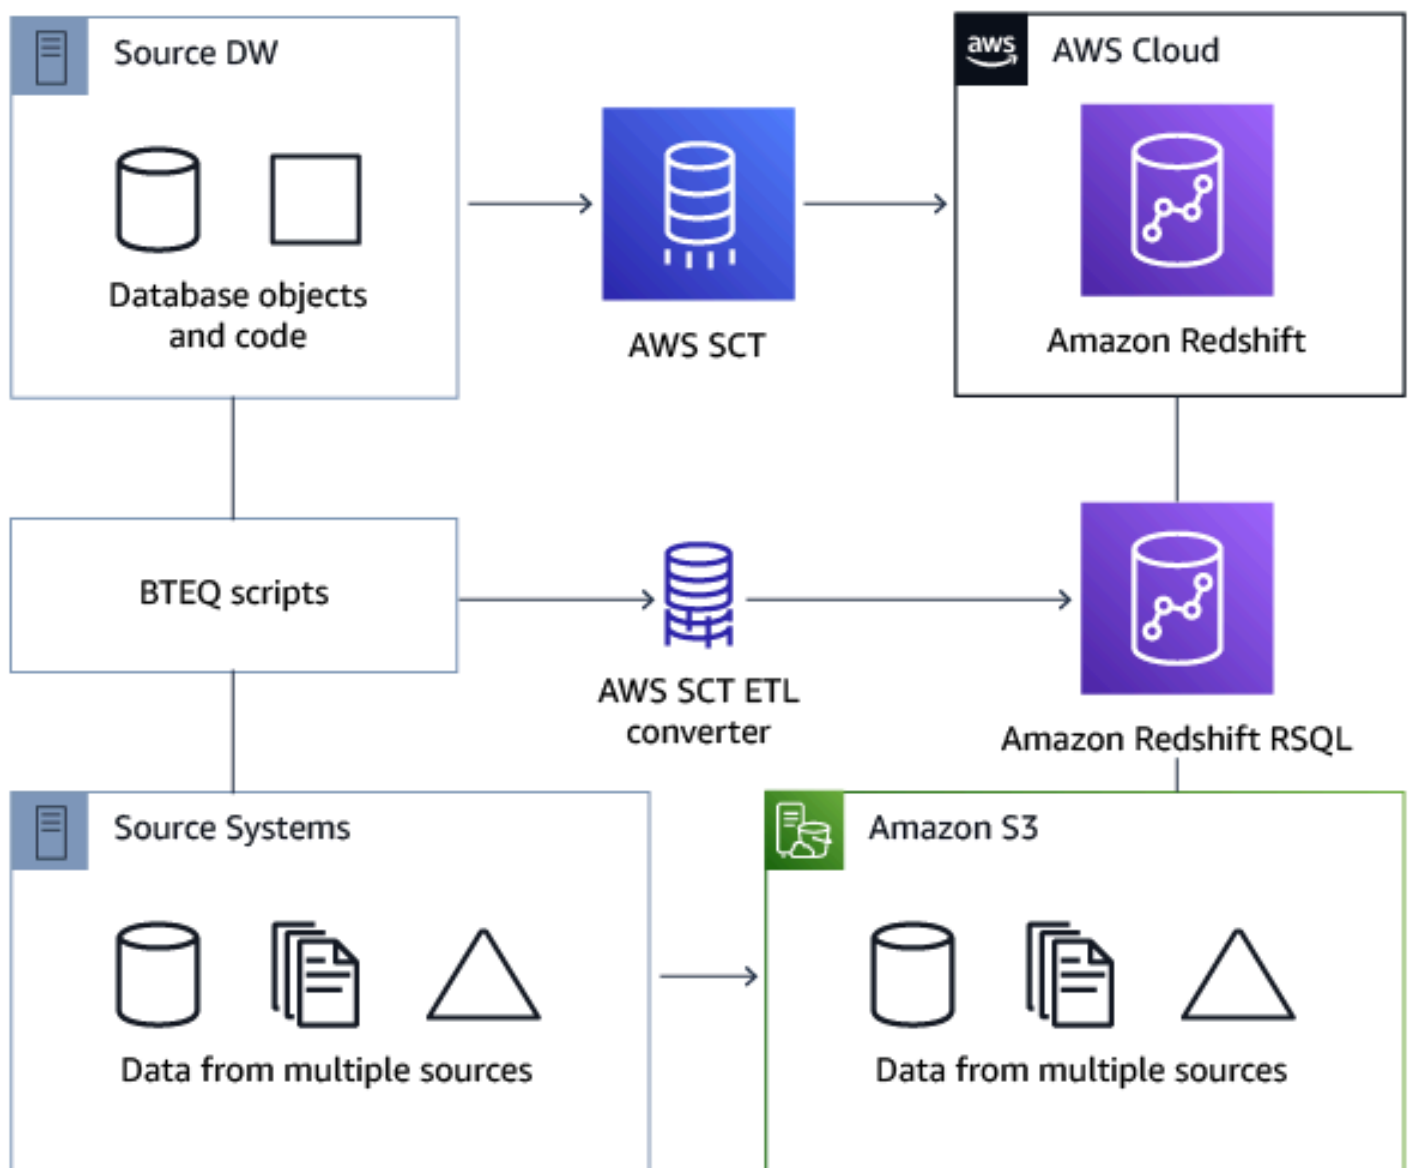 Source DW
aws
AWS Cloud
Database objects
and code
AWS SCT
Amazon Redshift
BTEQ scripts
AWS SCT ETL
converter
Amazon Redshift RSQL
Source Systems
Amazon S3
Data from multiple sources
Data from multiple sources